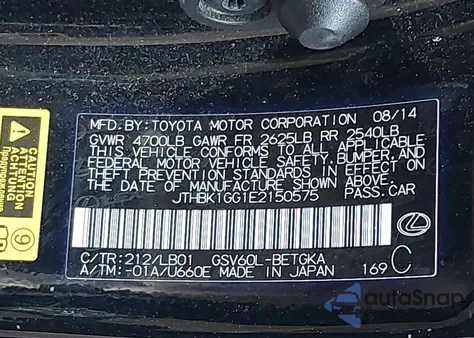 MFD. BY: TOYOTA MOTOR CORPORATION 08/14
GVWR 4700LB GAWR FR 2625LB RR 2540LB
THIS VEHICLE CONFORMS TO ALL APPLICABLE
FEDERAL MOTOR VEHICLE SAFETY, BUMPER, AND
THEFT PREVENTION STANDARDS IN EFFECT ON
THE DATE OF MANUFACTURE SHOWN ABOVE.
JTHBK1GG1E2150575 PASS.CAR
C/TR:212/LB01 GSV60L-BETGKA
A/TM:-01A/U660E MADE IN JAPAN 169 C
autoSnap